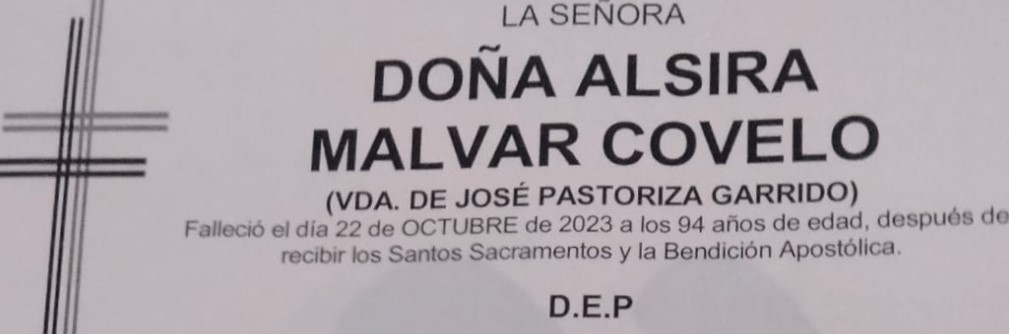 LA SEÑORA
DOÑA ALSIRA
MALVAR COVELO
(VDA. DE JOSÉ PASTORIZA GARRIDO)
Falleció el día 22 de OCTUBRE de 2023 a los 94 años de edad, después de
recibir los Santos Sacramentos y la Bendición Apostólica.
D.E.P